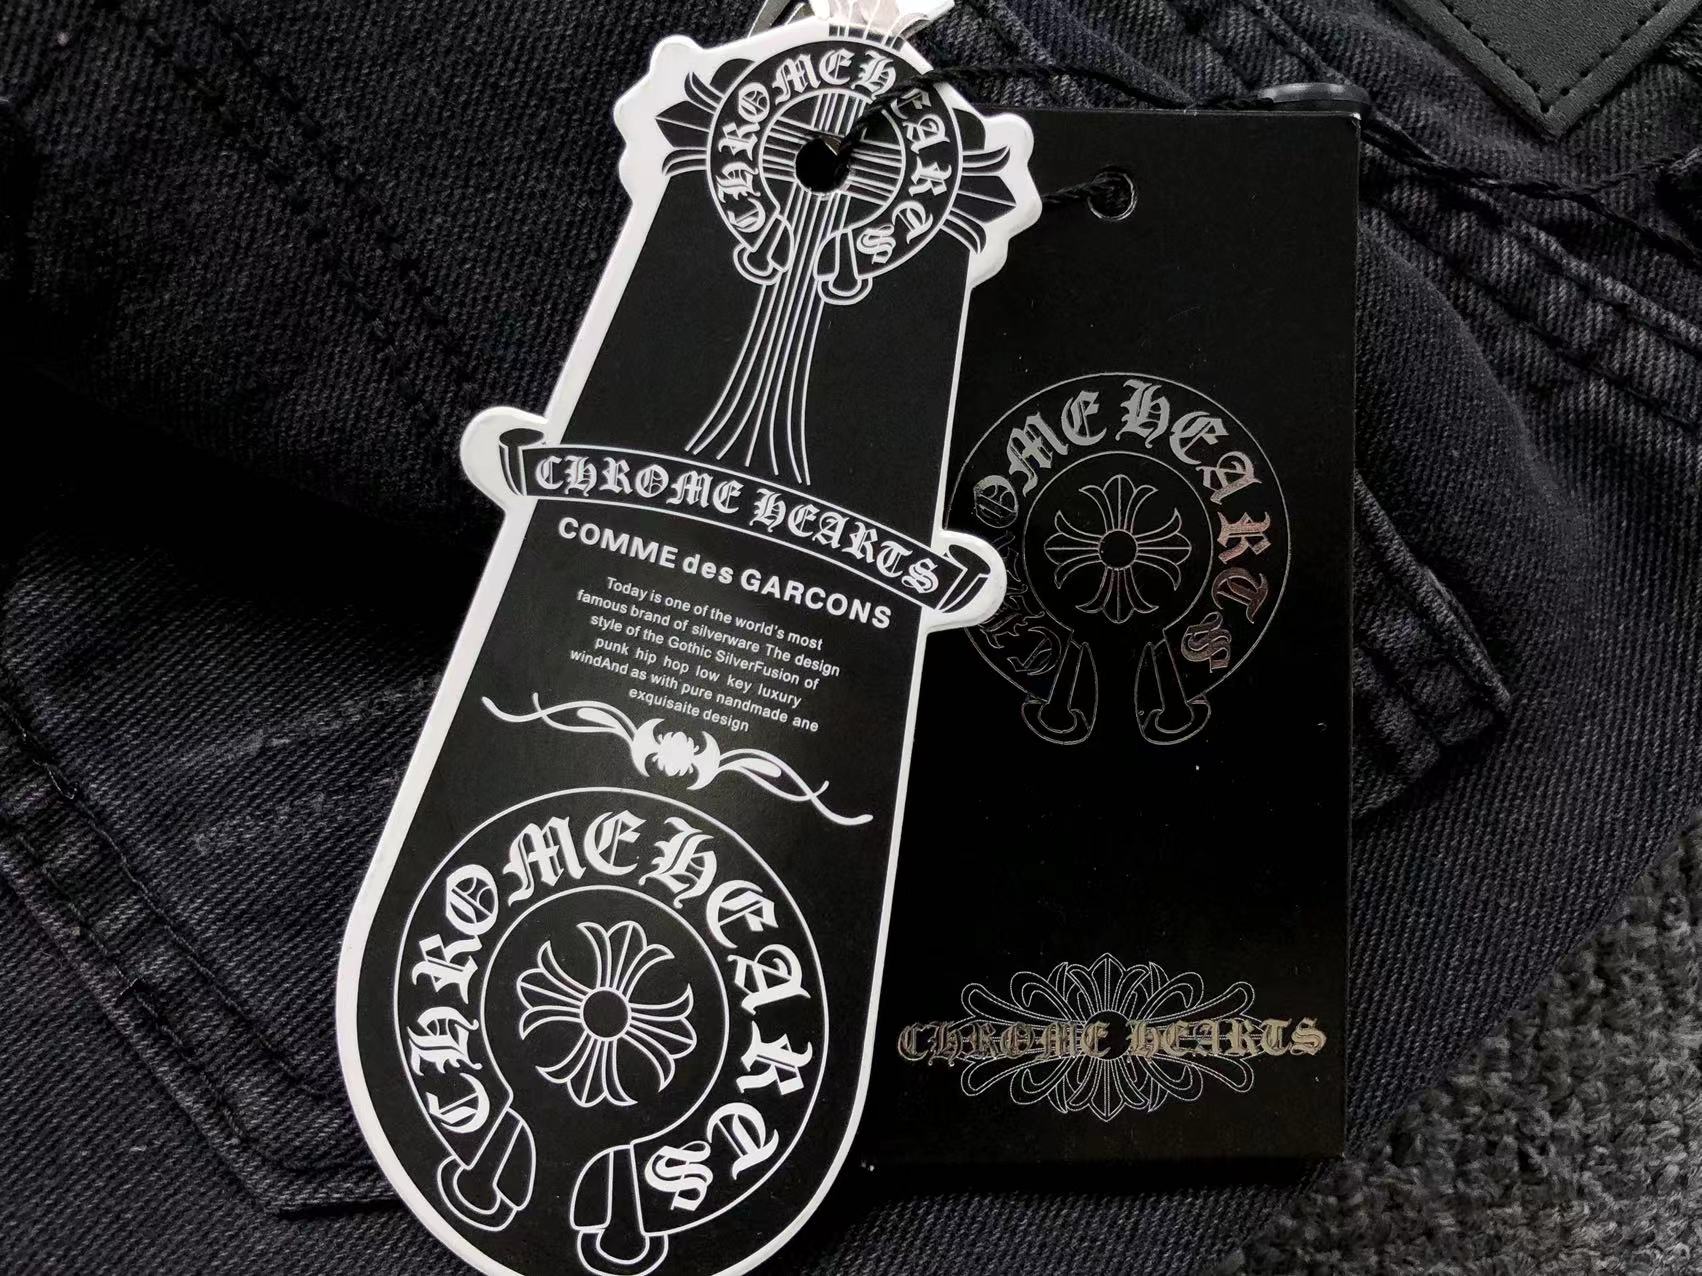 CHROME HEARTS
CHROME HEARTS
COMME des GARCONS
Today is one of the world's most
famous brand of silverware The design
style of the Gothic SilverFusion of
punk hip hop low key luxury
windAnd as with pure nandmade ane
exquisaite design
CHROME HEARTS
OME HEARTS
CHROME HEARTS